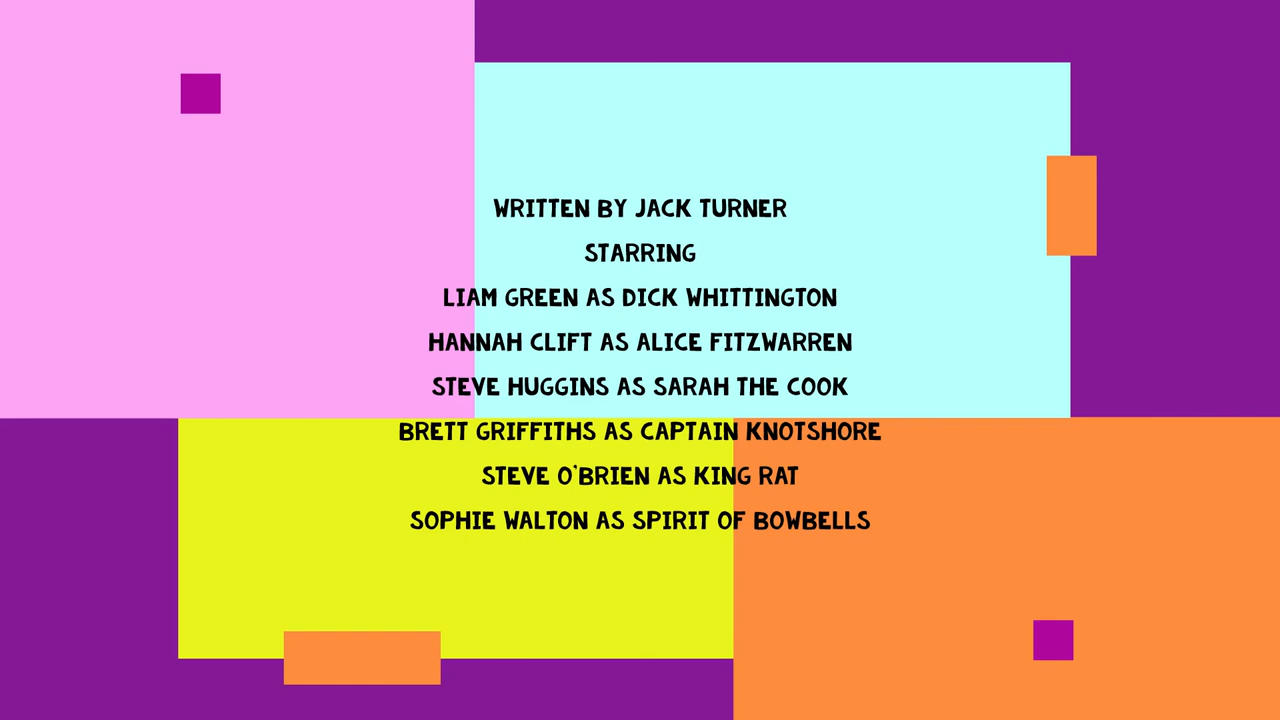 WRITTEN BY JACK TURNER
STARRING
LIAM GREEN AS DICK WHITTINGTON
HANNAH CLIFT AS ALICE FITZWARREN
STEVE HUGGINS AS SARAH THE COOK
BRETT GRIFFITHS AS CAPTAIN KNOTSHORE
STEVE O'BRIEN AS KING RAT
SOPHIE WALTON AS SPIRIT OF BOWBELLS